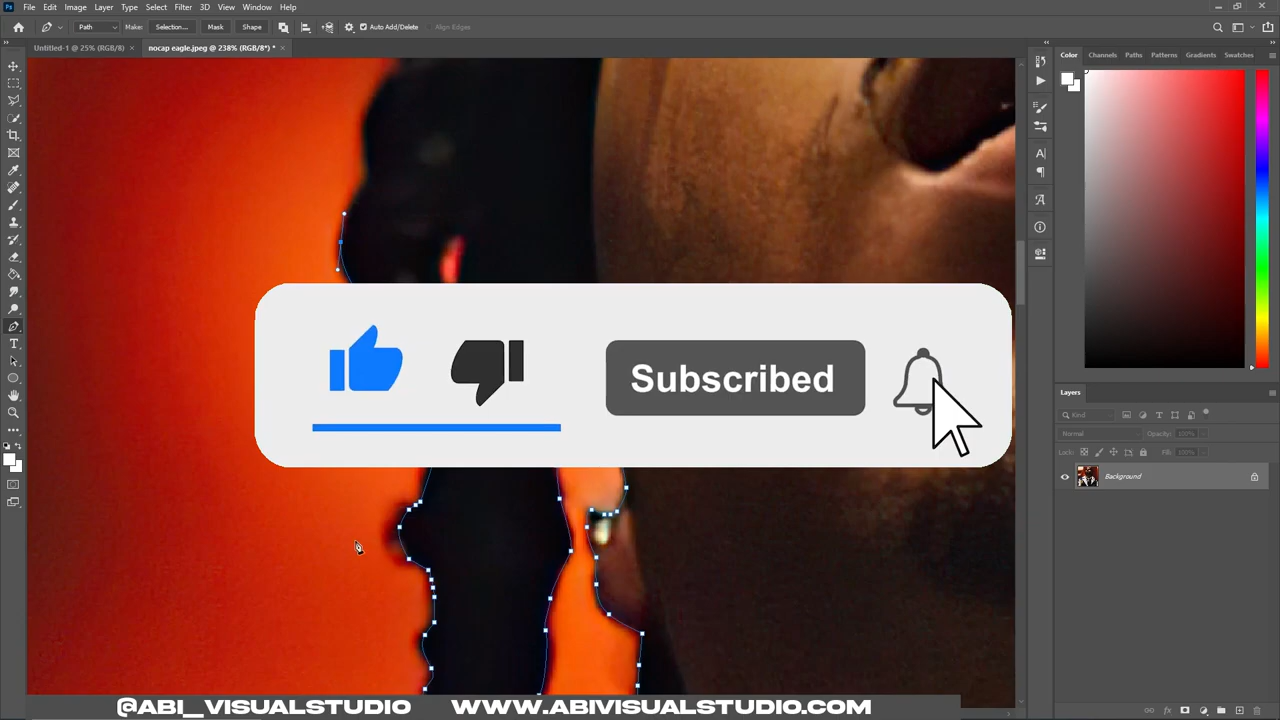 File Edit Image Layer Type Select Filter 3D View Window Help
Path Make: Selection... Mask Shape Auto Add/Delete Align Edges
Untitled-1 @ 25% (RGB/8) × nocap eagle.jpeg @ 238% (RGB/8*) * ×
Color Channels Paths Patterns Gradients Swatches
Subscribed
Layers
Kind
Normal Opacity: 100%
Lock: Fill: 100%
Background
@ABI_VISUALSTUDIO WWW.ABIVISUALSTUDIO.COM